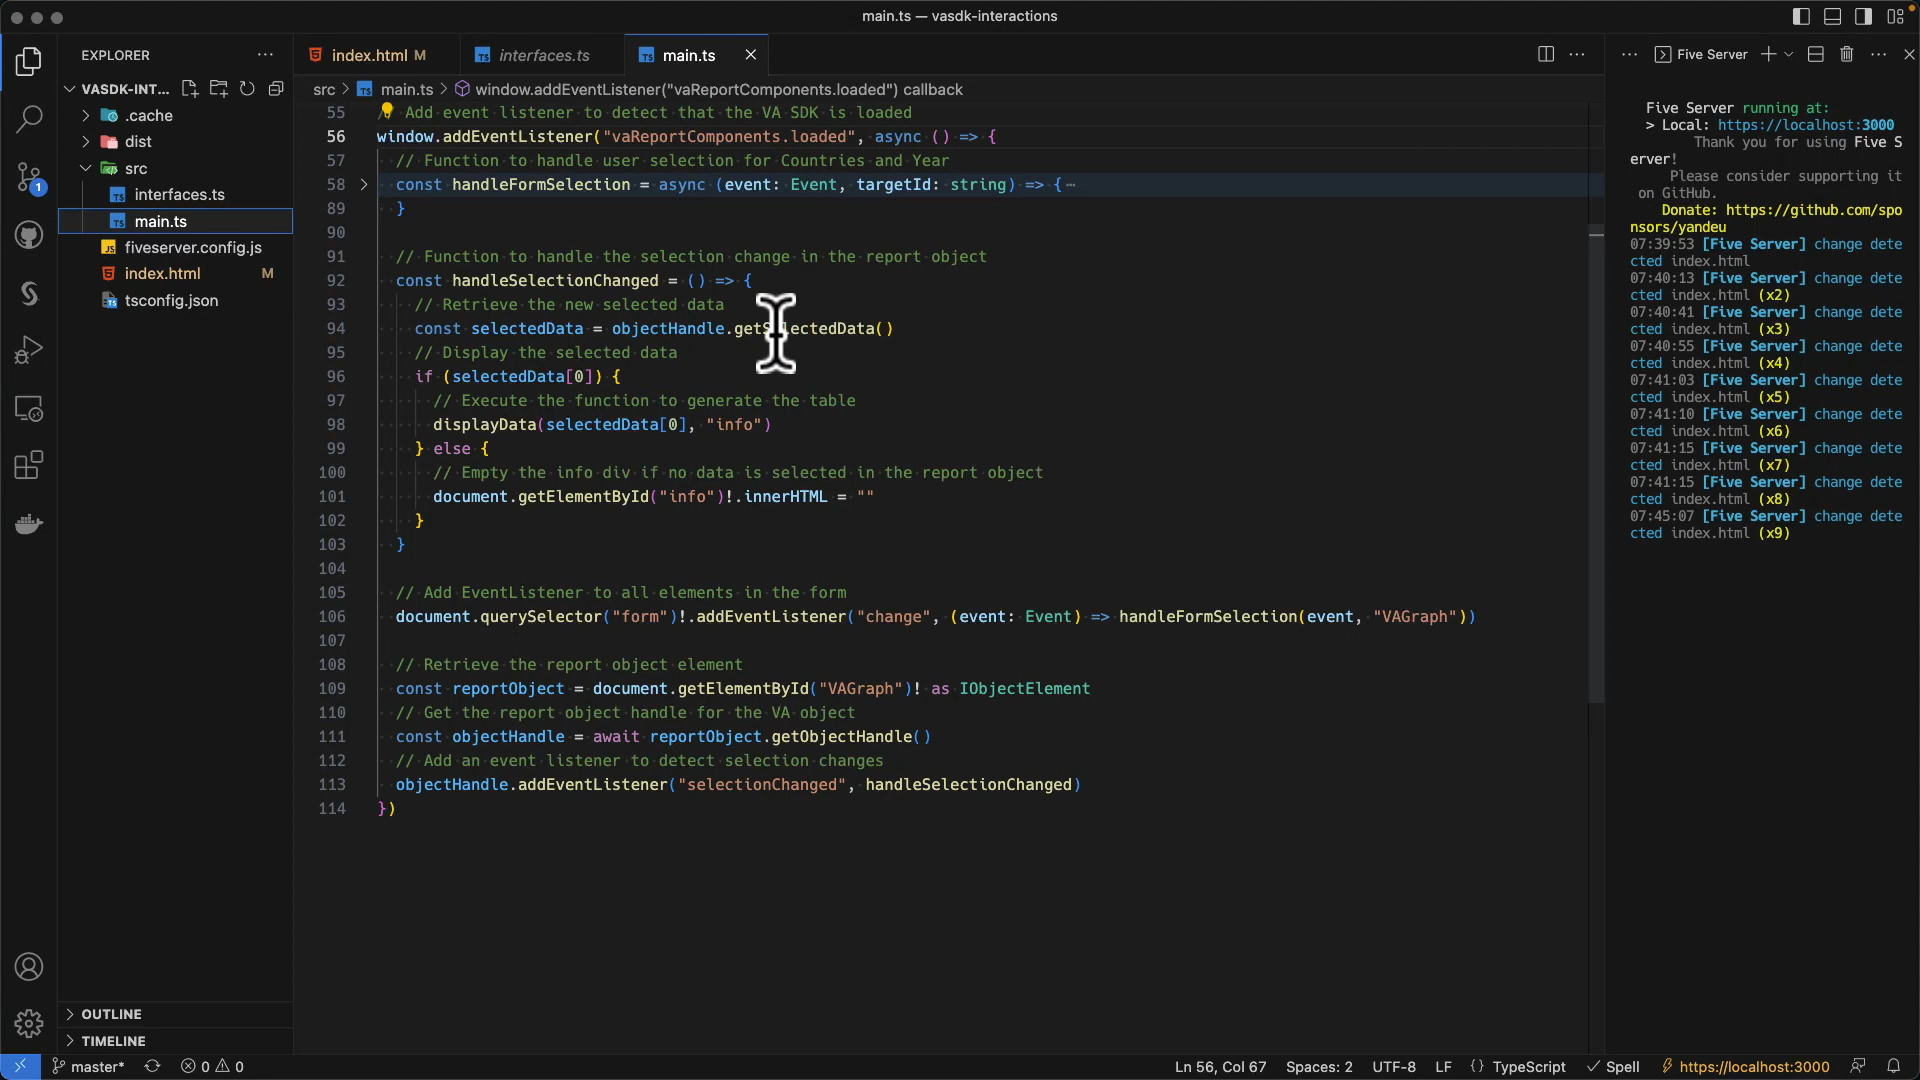 main.ts — vasdk-interactions
EXPLORER
VASDK-INT...
.cache
dist
src
interfaces.ts
main.ts
fiveserver.config.js
index.html M
tsconfig.json
OUTLINE
TIMELINE
1
index.html M
interfaces.ts
main.ts
src > main.ts > window.addEventListener("vaReportComponents.loaded") callback
55 // Add event listener to detect that the VA SDK is loaded
56 window.addEventListener("vaReportComponents.loaded", async () => {
57 // Function to handle user selection for Countries and Year
58 const handleFormSelection = async (event: Event, targetId: string) => {⋯
89 }
90
91 // Function to handle the selection change in the report object
92 const handleSelectionChanged = () => {
93 // Retrieve the new selected data
94 const selectedData = objectHandle.getSelectedData()
95 // Display the selected data
96 if (selectedData[0]) {
97 // Execute the function to generate the table
98 displayData(selectedData[0], "info")
99 } else {
100 // Empty the info div if no data is selected in the report object
101 document.getElementById("info")!.innerHTML = ""
102 }
103 }
104
105 // Add EventListener to all elements in the form
106 document.querySelector("form")!.addEventListener("change", (event: Event) => handleFormSelection(event, "VAGraph"))
107
108 // Retrieve the report object element
109 const reportObject = document.getElementById("VAGraph")! as IObjectElement
110 // Get the report object handle for the VA object
111 const objectHandle = await reportObject.getObjectHandle()
112 // Add an event listener to detect selection changes
113 objectHandle.addEventListener("selectionChanged", handleSelectionChanged)
114 })
Five Server
Five Server running at:
> Local: https://localhost:3000
Thank you for using Five S
erver!
Please consider supporting it
on GitHub.
Donate: https://github.com/spo
nsors/yandeu
07:39:53 [Five Server] change dete
cted index.html
07:40:13 [Five Server] change dete
cted index.html (x2)
07:40:41 [Five Server] change dete
cted index.html (x3)
07:40:55 [Five Server] change dete
cted index.html (x4)
07:41:03 [Five Server] change dete
cted index.html (x5)
07:41:10 [Five Server] change dete
cted index.html (x6)
07:41:15 [Five Server] change dete
cted index.html (x7)
07:41:15 [Five Server] change dete
cted index.html (x8)
07:45:07 [Five Server] change dete
cted index.html (x9)
master* 0 0 Ln 56, Col 67 Spaces: 2 UTF-8 LF {} TypeScript Spell https://localhost:3000